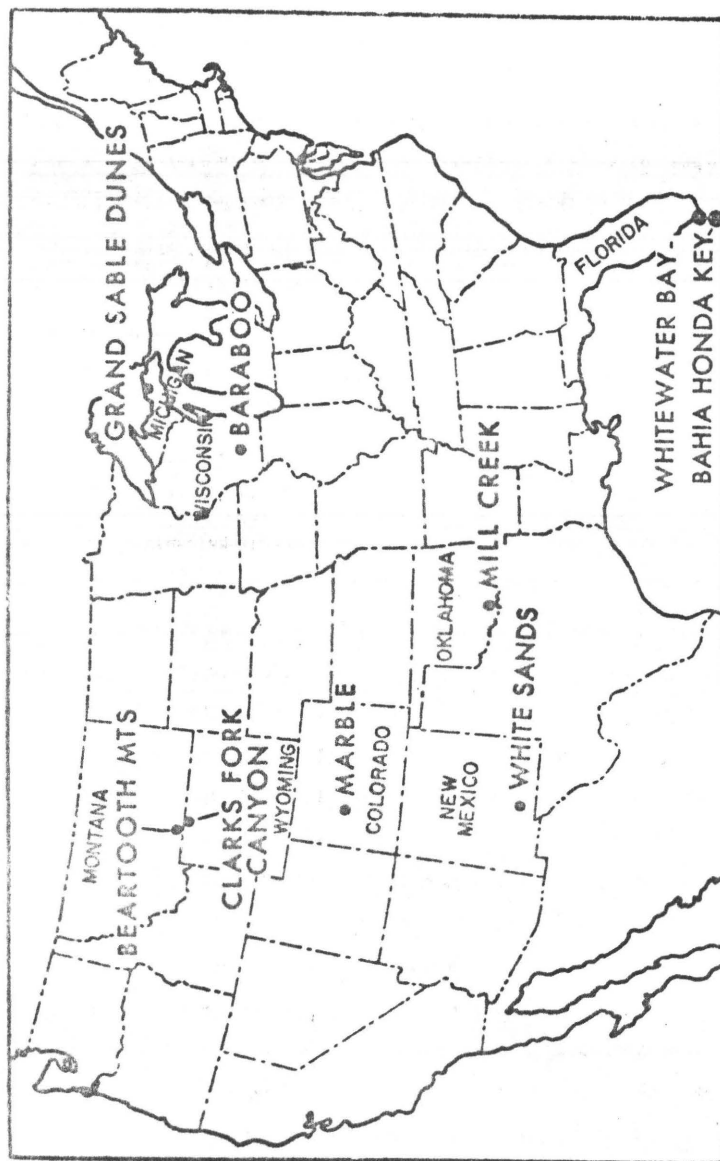 GRAND SABLE DUNES
MICHIGAN
WISCONSIN
BARABOO
MONTANA
BEARTOOTH MTS
CLARKS FORK
CANYON
WYOMING
MARBLE
COLORADO
OKLAHOMA
MILL CREEK
NEW
MEXICO
WHITE SANDS
FLORIDA
WHITEWATER BAY
BAHIA HONDA KEY